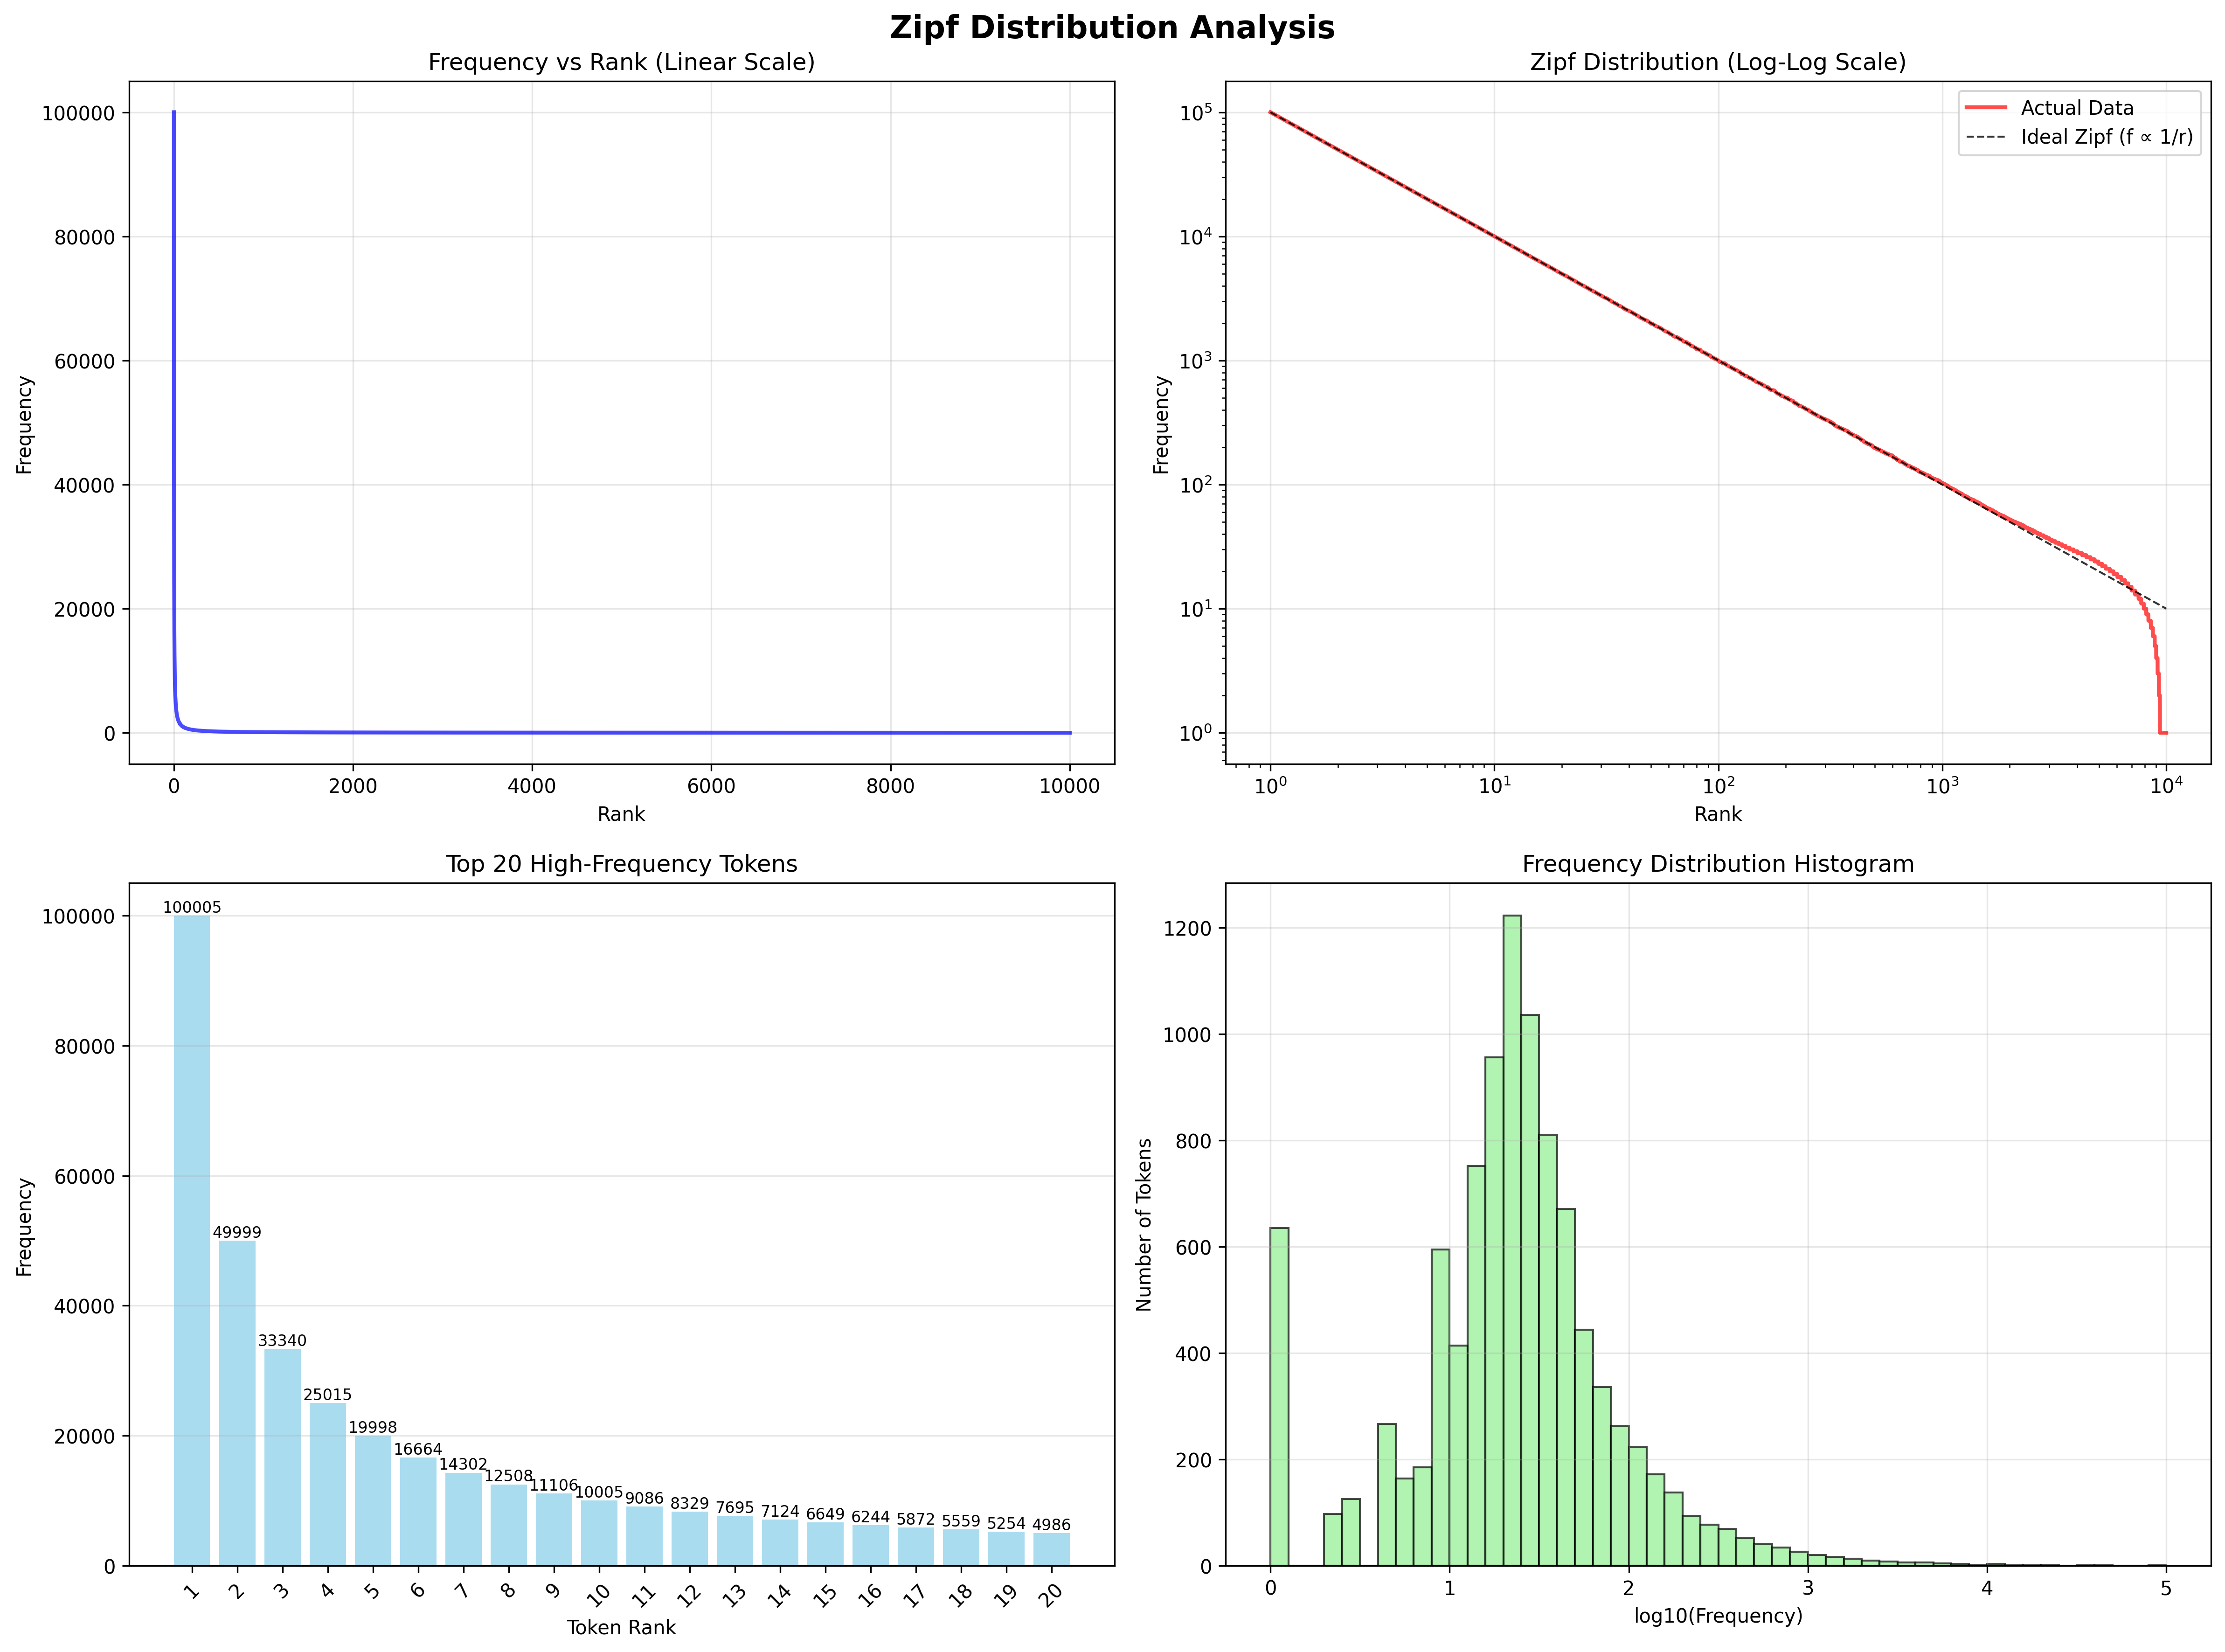 Zipf Distribution Analysis
Frequency vs Rank (Linear Scale)
100000
80000
60000
40000
20000
0
Frequency
0 2000 4000 6000 8000 10000
Rank
Zipf Distribution (Log-Log Scale)
Actual Data
Ideal Zipf (f ∝ 1/r)
10⁵
10⁴
10³
10²
10¹
10⁰
Frequency
10⁰ 10¹ 10² 10³ 10⁴
Rank
Top 20 High-Frequency Tokens
100000
80000
60000
40000
20000
0
Frequency
100005
49999
33340
25015
19998
16664
14302
12508
11106
10005
9086
8329
7695
7124
6649
6244
5872
5559
5254
4986
1 2 3 4 5 6 7 8 9 10 11 12 13 14 15 16 17 18 19 20
Token Rank
Frequency Distribution Histogram
1200
1000
800
600
400
200
0
Number of Tokens
0 1 2 3 4 5
log10(Frequency)